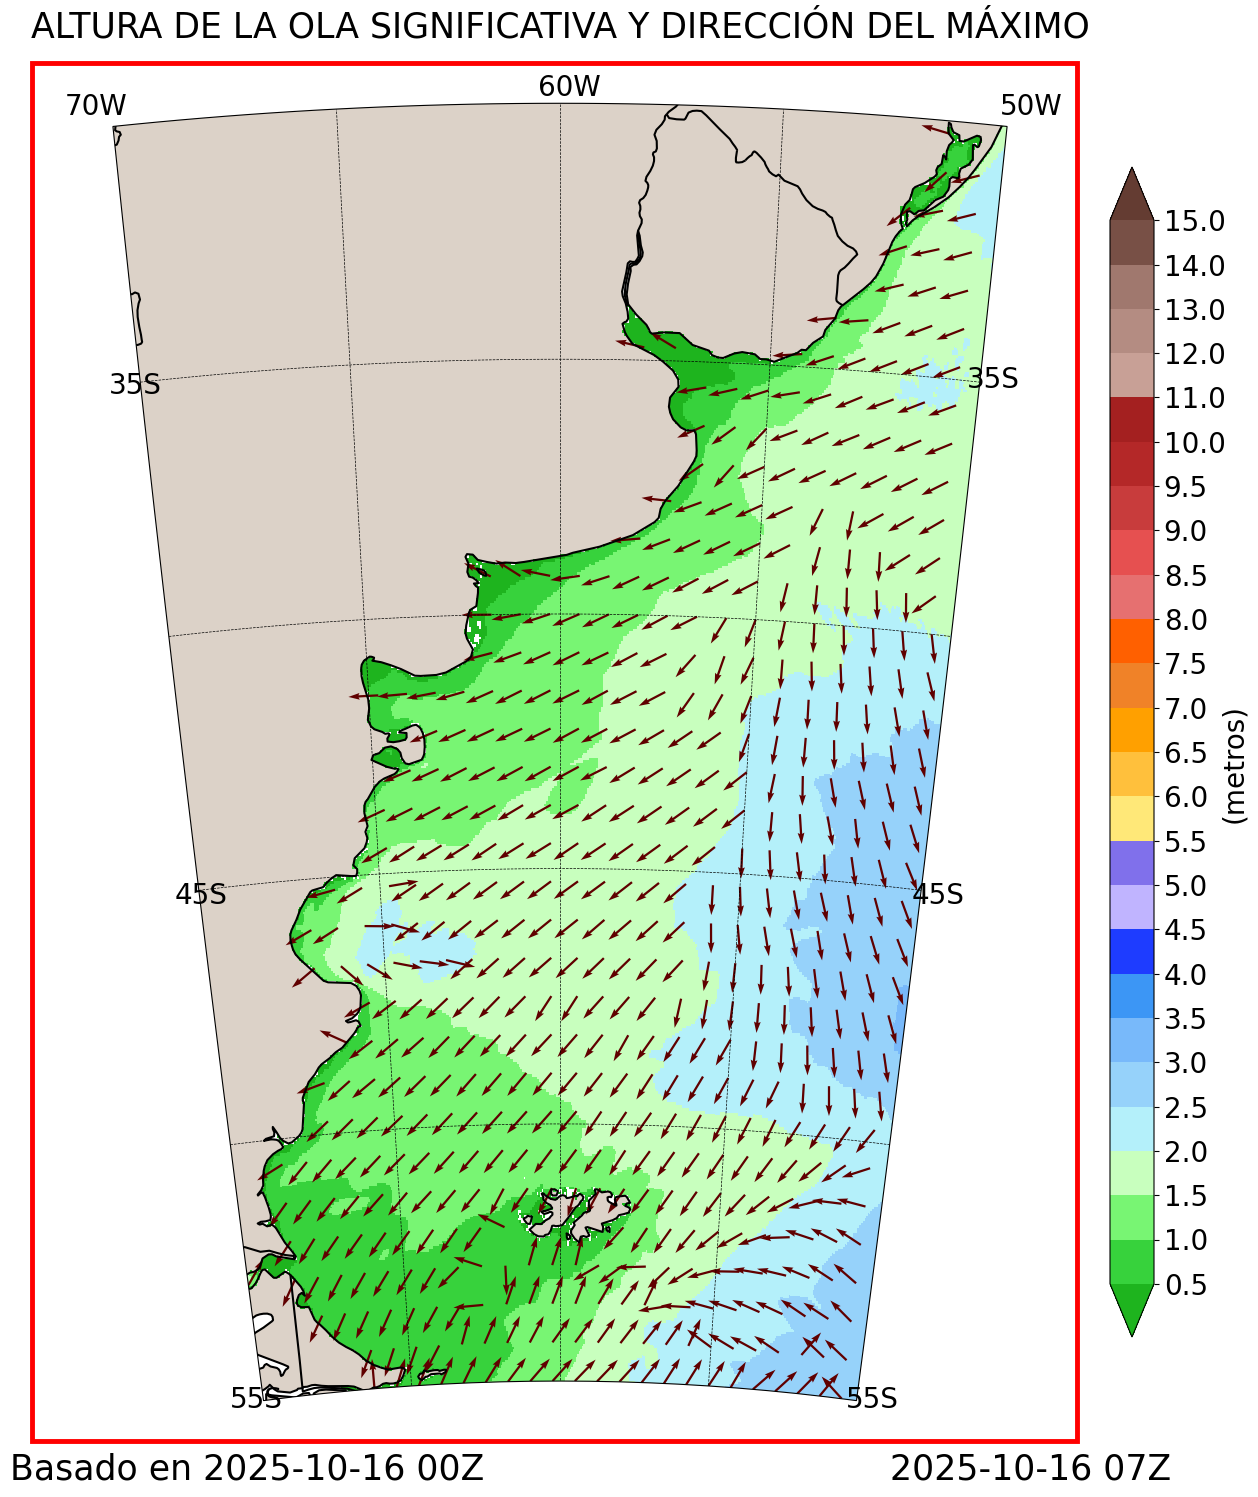 ALTURA DE LA OLA SIGNIFICATIVA Y DIRECCIÓN DEL MÁXIMO
70W
60W
50W
35S
35S
45S
45S
55S
55S
15.0
14.0
13.0
12.0
11.0
10.0
9.5
9.0
8.5
8.0
7.5
7.0
6.5
6.0
5.5
5.0
4.5
4.0
3.5
3.0
2.5
2.0
1.5
1.0
0.5
(metros)
Basado en 2025-10-16 00Z
2025-10-16 07Z